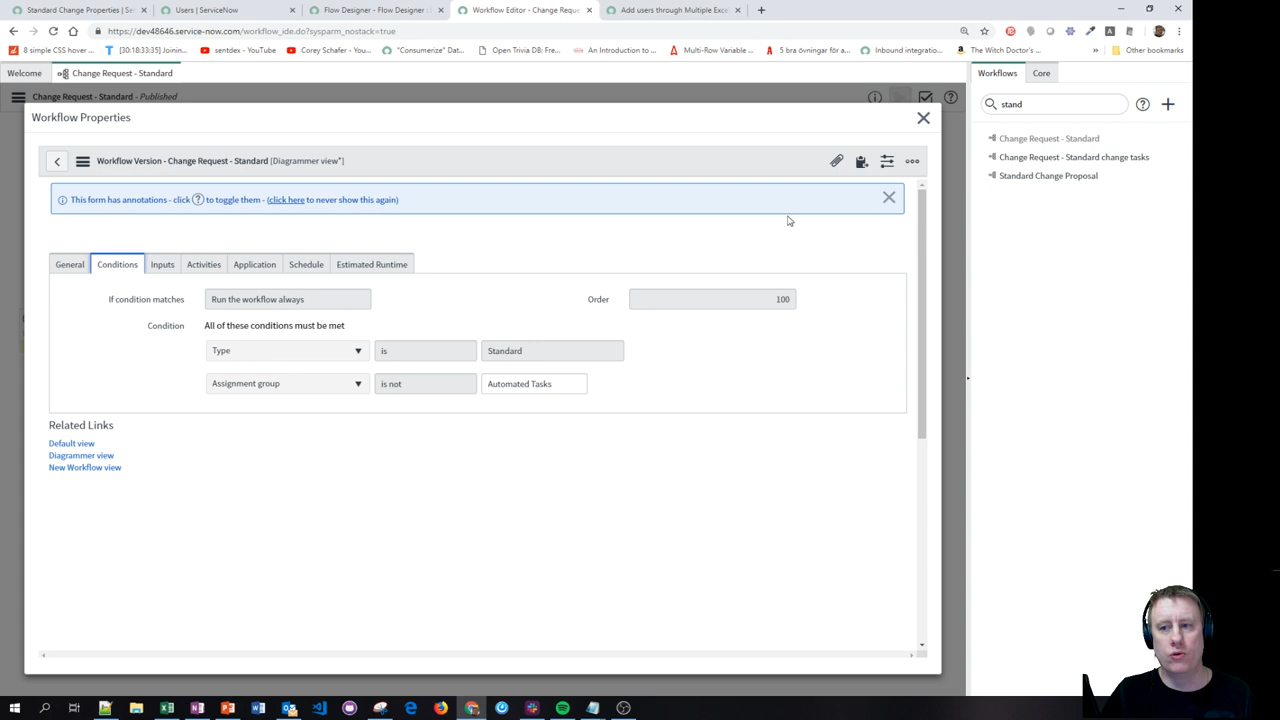 Standard Change Properties | Se
Users | ServiceNow
Flow Designer - Flow Designer | S
Workflow Editor - Change Reque
Add users through Multiple Exce
https://dev48646.service-now.com/workflow_ide.do?sysparm_nostack=true
8 simple CSS hover
[30:18:33:35] Joinin...
sentdex - YouTube
Corey Schafer - You...
"Consumerize" Dat...
Open Trivia DB: Fre...
An Introduction to ...
Multi-Row Variable ...
5 bra övningar för a...
Inbound integratio...
The Witch Doctor's ...
Other bookmarks
Welcome
Change Request - Standard
Workflows
Core
Change Request - Standard - Published
stand
Workflow Properties
Change Request - Standard
Change Request - Standard change tasks
Standard Change Proposal
Workflow Version - Change Request - Standard [Diagrammer view*]
This form has annotations - click ? to toggle them - (click here to never show this again)
General
Conditions
Inputs
Activities
Application
Schedule
Estimated Runtime
If condition matches
Run the workflow always
Order
100
Condition
All of these conditions must be met
Type
is
Standard
Assignment group
is not
Automated Tasks
Related Links
Default view
Diagrammer view
New Workflow view